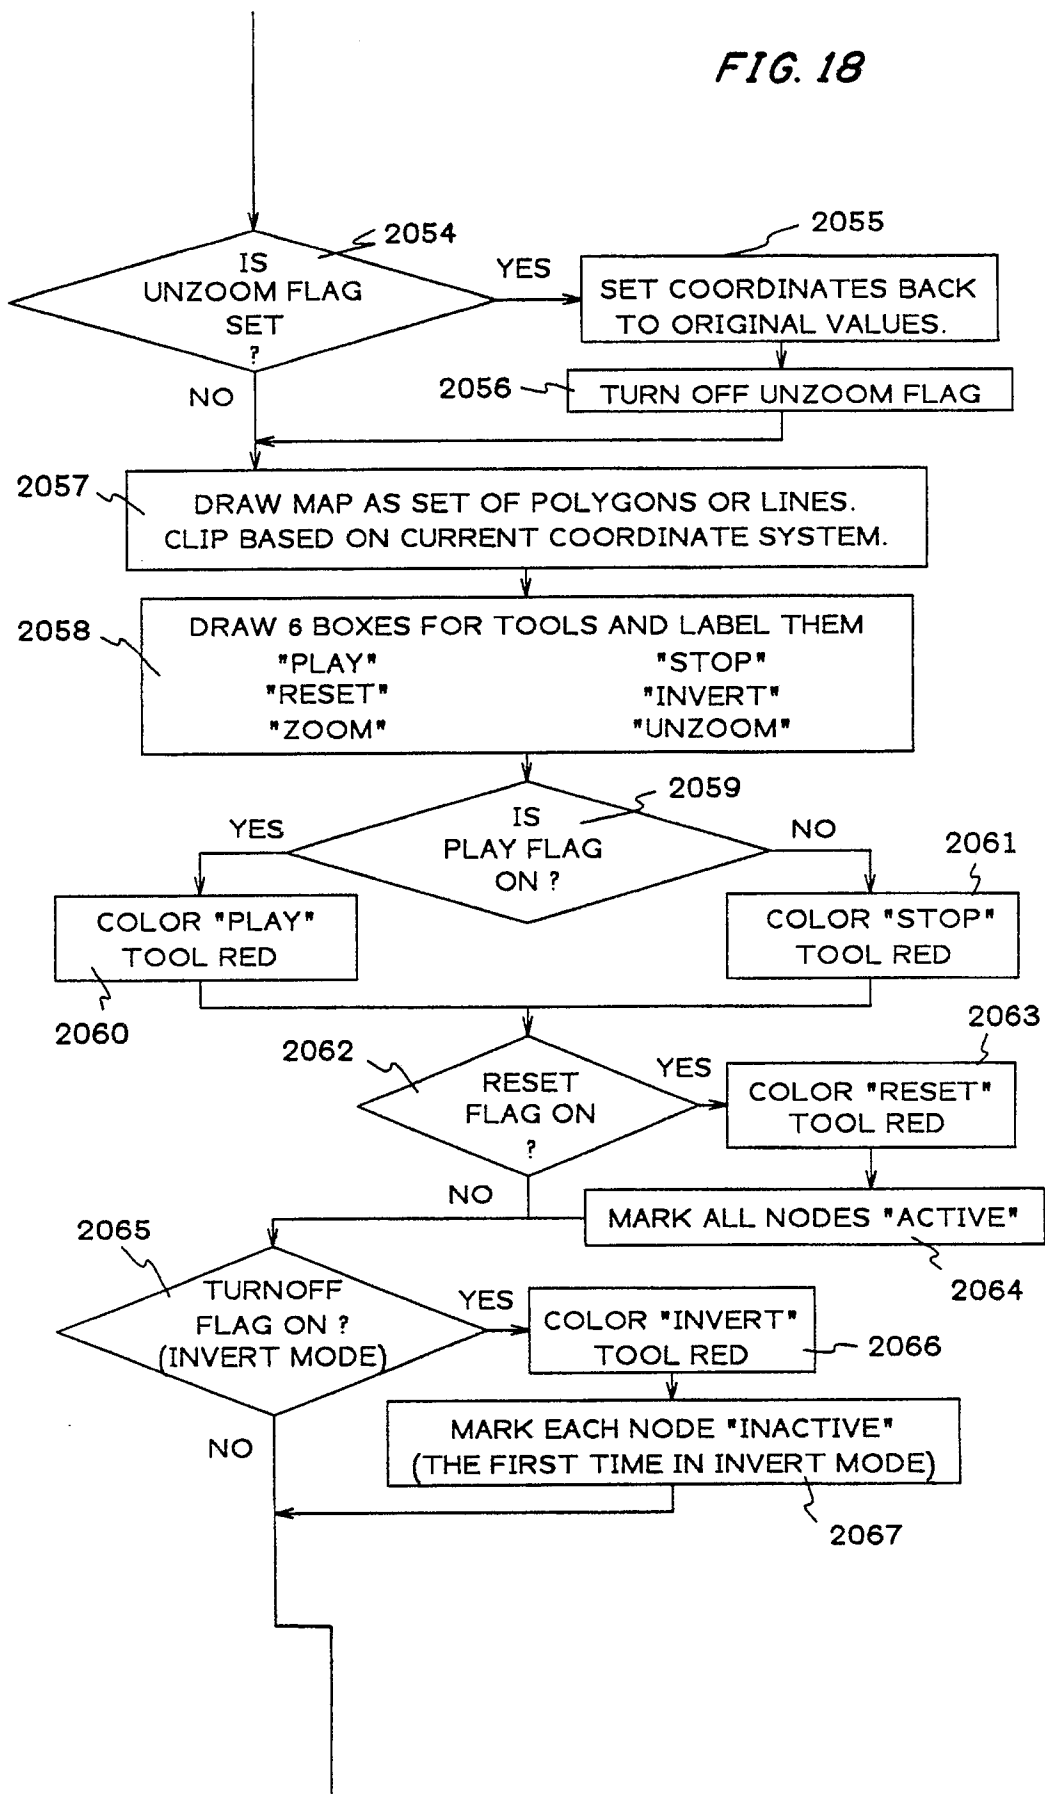 FIG. 18
2054
IS
UNZOOM FLAG
SET
?
YES
NO
2055
SET COORDINATES BACK
TO ORIGINAL VALUES.
2056
TURN OFF UNZOOM FLAG
2057
DRAW MAP AS SET OF POLYGONS OR LINES.
CLIP BASED ON CURRENT COORDINATE SYSTEM.
2058
DRAW 6 BOXES FOR TOOLS AND LABEL THEM
"PLAY" "STOP"
"RESET" "INVERT"
"ZOOM" "UNZOOM"
2059
IS
PLAY FLAG
ON ?
YES
NO
2061
COLOR "PLAY"
TOOL RED
COLOR "STOP"
TOOL RED
2060
2062
RESET
FLAG ON
?
YES
NO
2063
COLOR "RESET"
TOOL RED
MARK ALL NODES "ACTIVE"
2064
2065
TURNOFF
FLAG ON ?
(INVERT MODE)
YES
NO
COLOR "INVERT"
TOOL RED
2066
MARK EACH NODE "INACTIVE"
(THE FIRST TIME IN INVERT MODE)
2067